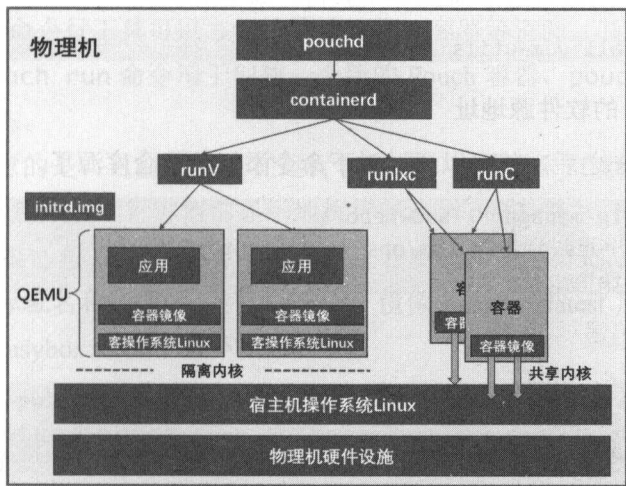 物理机
pouchd
containerd
runV
runlxc
runC
initrd.img
QEMU
应用
应用
容器
容器镜像
容器镜像
容器
容器镜像
客操作系统Linux
客操作系统Linux
隔离内核
共享内核
宿主机操作系统Linux
物理机硬件设施